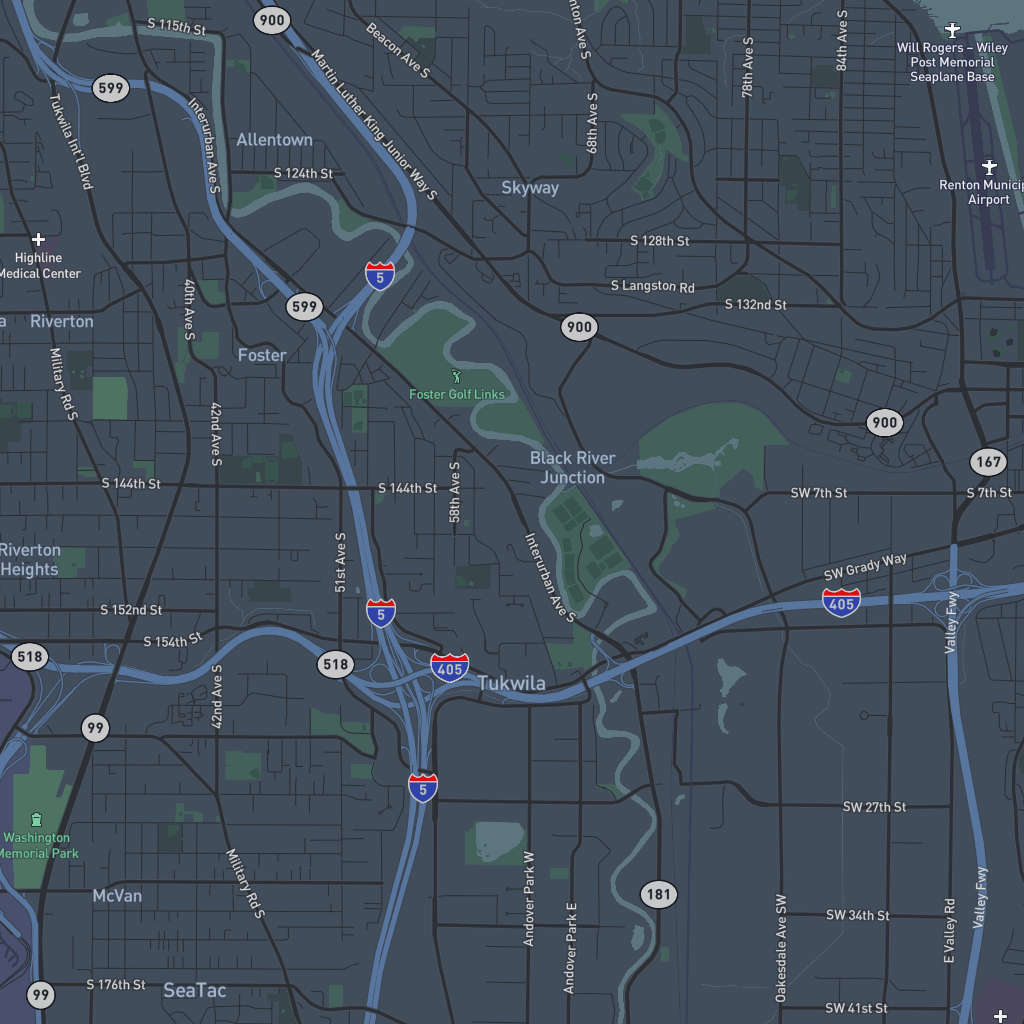 900
S 115th St
Beacon Ave S
78th Ave S
84th Ave S
Will Rogers – Wiley
Post Memorial
Seaplane Base
599
Tukwila Int'l Blvd
Interurban Ave S
Martin Luther King Junior Way S
68th Ave S
Allentown
S 124th St
Skyway
Airport
Highline
Medical Center
S 128th St
5
S Langston Rd
S 132nd St
40th Ave S
599
Riverton
900
Foster
Military Rd S
Foster Golf Links
42nd Ave S
900
Black River
Junction
167
S 144th St
S 144th St
58th Ave S
SW 7th St
S 7th St
Riverton
Heights
51st Ave S
Interurban Ave S
SW Grady Way
405
S 152nd St
5
Valley Fwy
S 154th St
518
518
405
Tukwila
42nd Ave S
99
5
SW 27th St
Washington
Memorial Park
Military Rd S
McVan
Andover Park W
Andover Park E
181
Oakesdale Ave SW
SW 34th St
E Valley Rd
Valley Fwy
S 176th St
SeaTac
99
SW 41st St